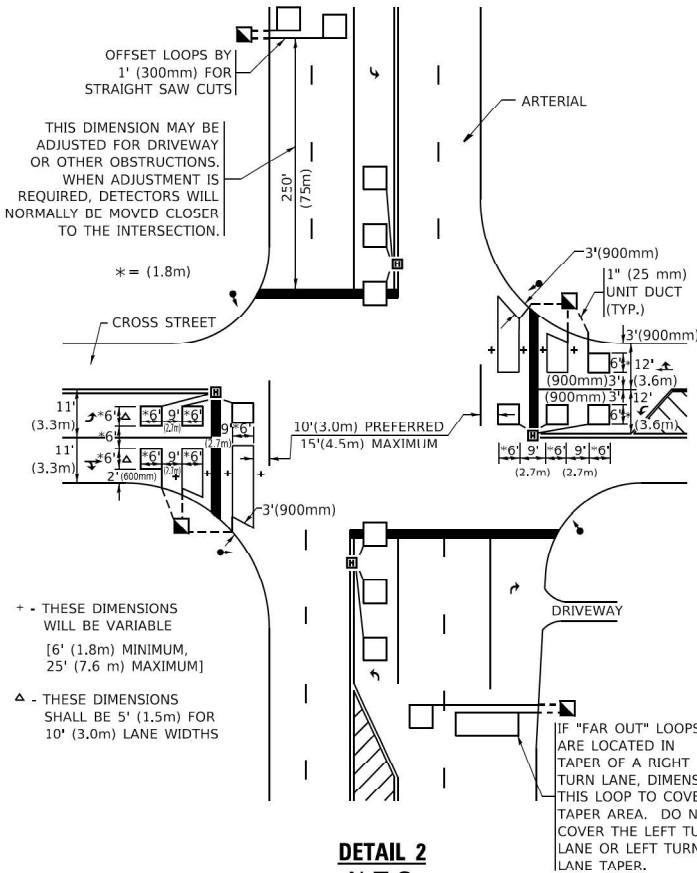 OFFSET LOOPS BY
1' (300mm) FOR
STRAIGHT SAW CUTS
ARTERIAL
THIS DIMENSION MAY BE
ADJUSTED FOR DRIVEWAY
OR OTHER OBSTRUCTIONS.
WHEN ADJUSTMENT IS
REQUIRED, DETECTORS WILL
NORMALLY BE MOVED CLOSER
TO THE INTERSECTION.
250'
(75m)
* = (1.8m)
H
3'(900mm)
1" (25 mm)
UNIT DUCT
(TYP.)
CROSS STREET
3'(900mm)
6'* 12'
(900mm) 3' (3.6m)
(900mm) 3' 12'
6'* (3.6m)
H
*6' 9' *6' 9' *6'
(2.7m) (2.7m)
H
11'
(3.3m)
*6' Δ
*6' 9' *6'
(2.7m)
9' *6'
(2.7m)
*6'
11'
(3.3m)
*6' Δ
*6' 9' *6'
2' (600mm)
10'(3.0m) PREFERRED
15'(4.5m) MAXIMUM
3'(900mm)
H
+ - THESE DIMENSIONS
WILL BE VARIABLE
[6' (1.8m) MINIMUM,
25' (7.6 m) MAXIMUM]
Δ - THESE DIMENSIONS
SHALL BE 5' (1.5m) FOR
10' (3.0m) LANE WIDTHS
DRIVEWAY
IF "FAR OUT" LOOPS
ARE LOCATED IN
TAPER OF A RIGHT
TURN LANE, DIMENS
THIS LOOP TO COVE
TAPER AREA. DO N
COVER THE LEFT TU
LANE OR LEFT TURN
LANE TAPER.
DETAIL 2